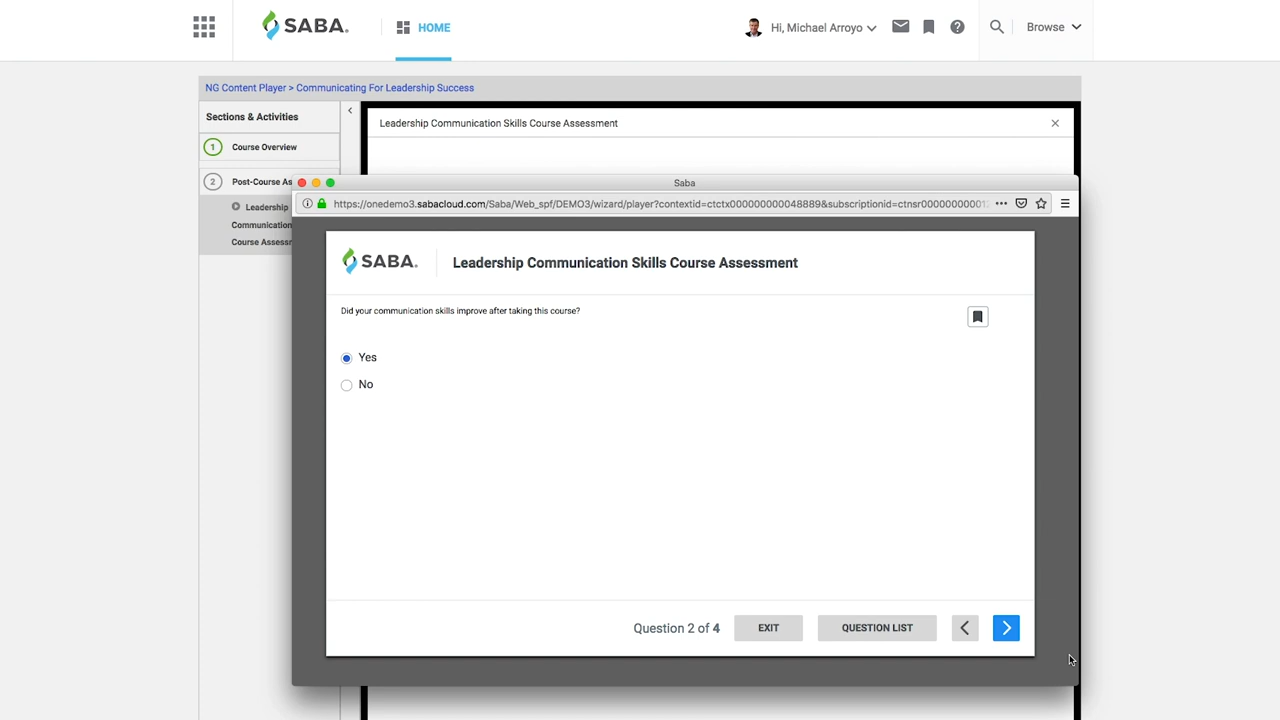 SABA.
HOME
Hi, Michael Arroyo
Browse
NG Content Player > Communicating For Leadership Success
Sections & Activities
1 Course Overview
2 Post-Course As
Leadership
Communication
Course Assessm
Leadership Communication Skills Course Assessment
Saba
https://onedemo3.sabacloud.com/Saba/Web_spf/DEMO3/wizard/player?contextid=ctctx000000000048889&subscriptionid=ctnsr0000000001
SABA.
Leadership Communication Skills Course Assessment
Did your communication skills improve after taking this course?
Yes
No
Question 2 of 4
EXIT
QUESTION LIST